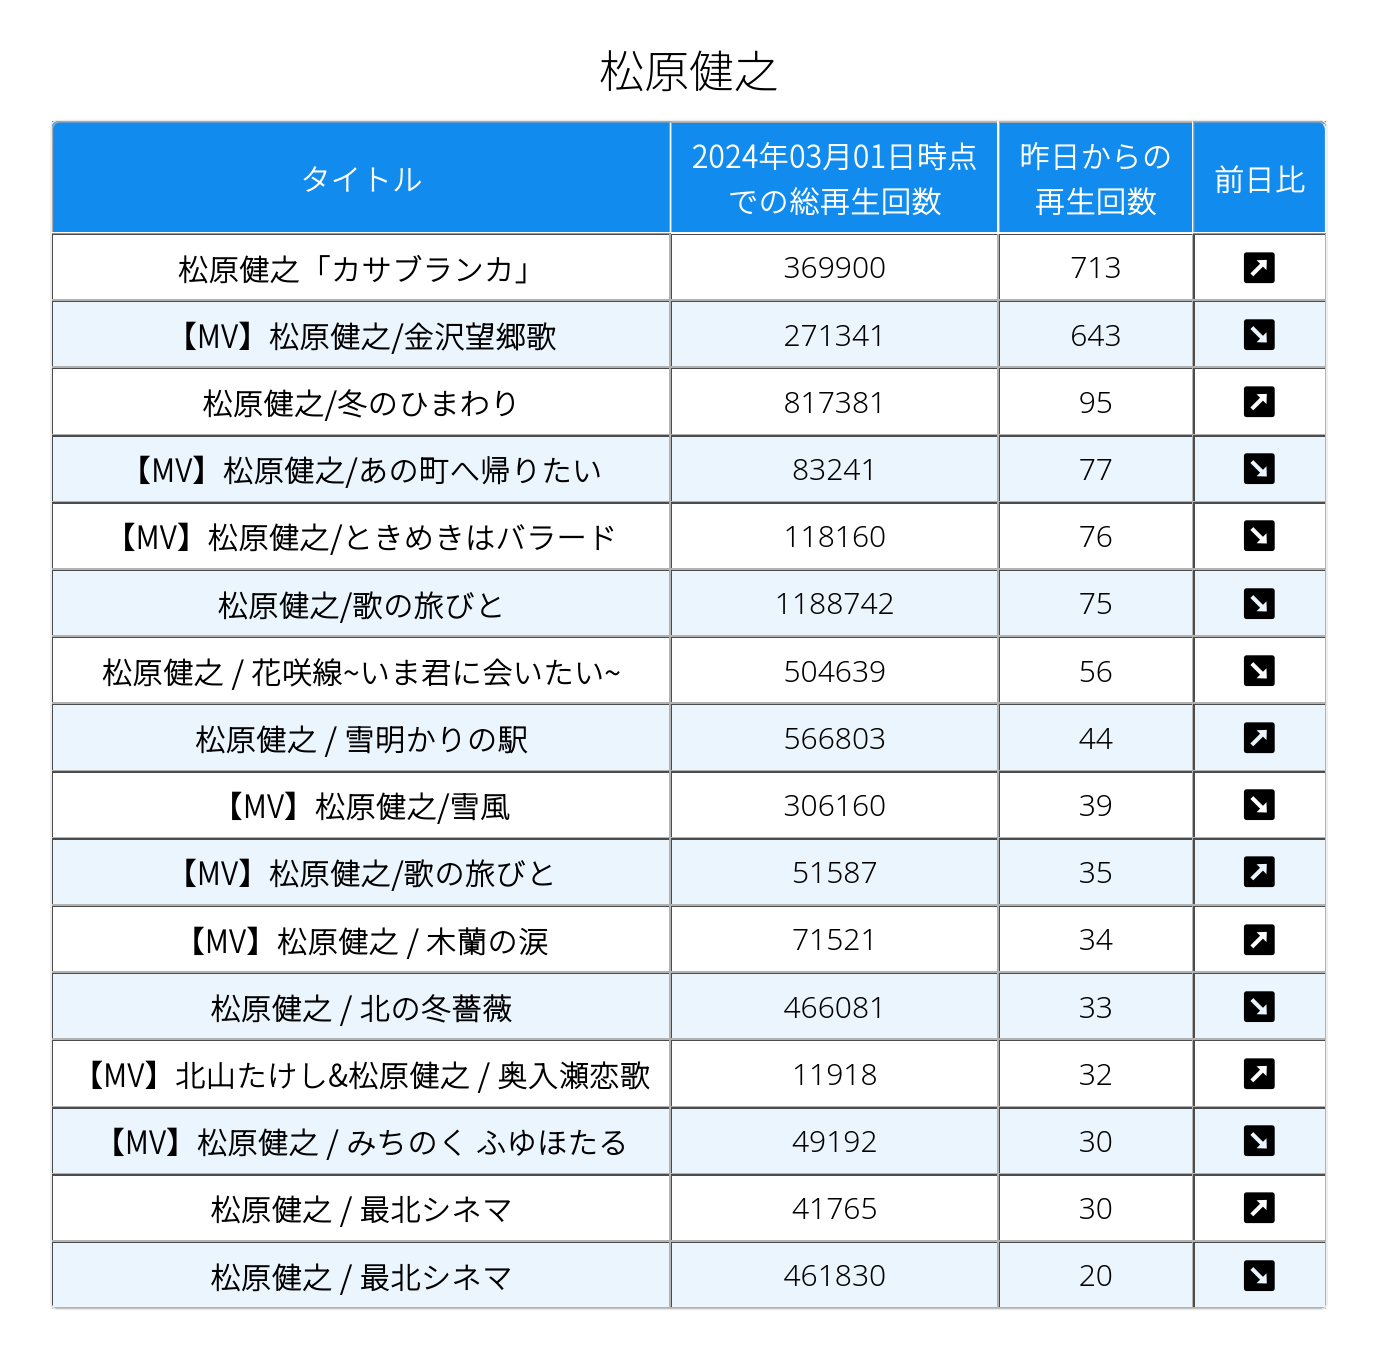 松原健之
タイトル
2024年03月01日時点
での総再生回数
昨日からの
再生回数
前日比
松原健之「カサブランカ」 369900 713
【MV】松原健之/金沢望郷歌 271341 643
松原健之/冬のひまわり 817381 95
【MV】松原健之/あの町へ帰りたい 83241 77
【MV】松原健之/ときめきはバラード 118160 76
松原健之/歌の旅びと 1188742 75
松原健之 / 花咲線~いま君に会いたい~ 504639 56
松原健之 / 雪明かりの駅 566803 44
【MV】松原健之/雪風 306160 39
【MV】松原健之/歌の旅びと 51587 35
【MV】松原健之 / 木蘭の涙 71521 34
松原健之 / 北の冬薔薇 466081 33
【MV】北山たけし&松原健之 / 奥入瀬恋歌 11918 32
【MV】松原健之 / みちのく ふゆほたる 49192 30
松原健之 / 最北シネマ 41765 30
松原健之 / 最北シネマ 461830 20